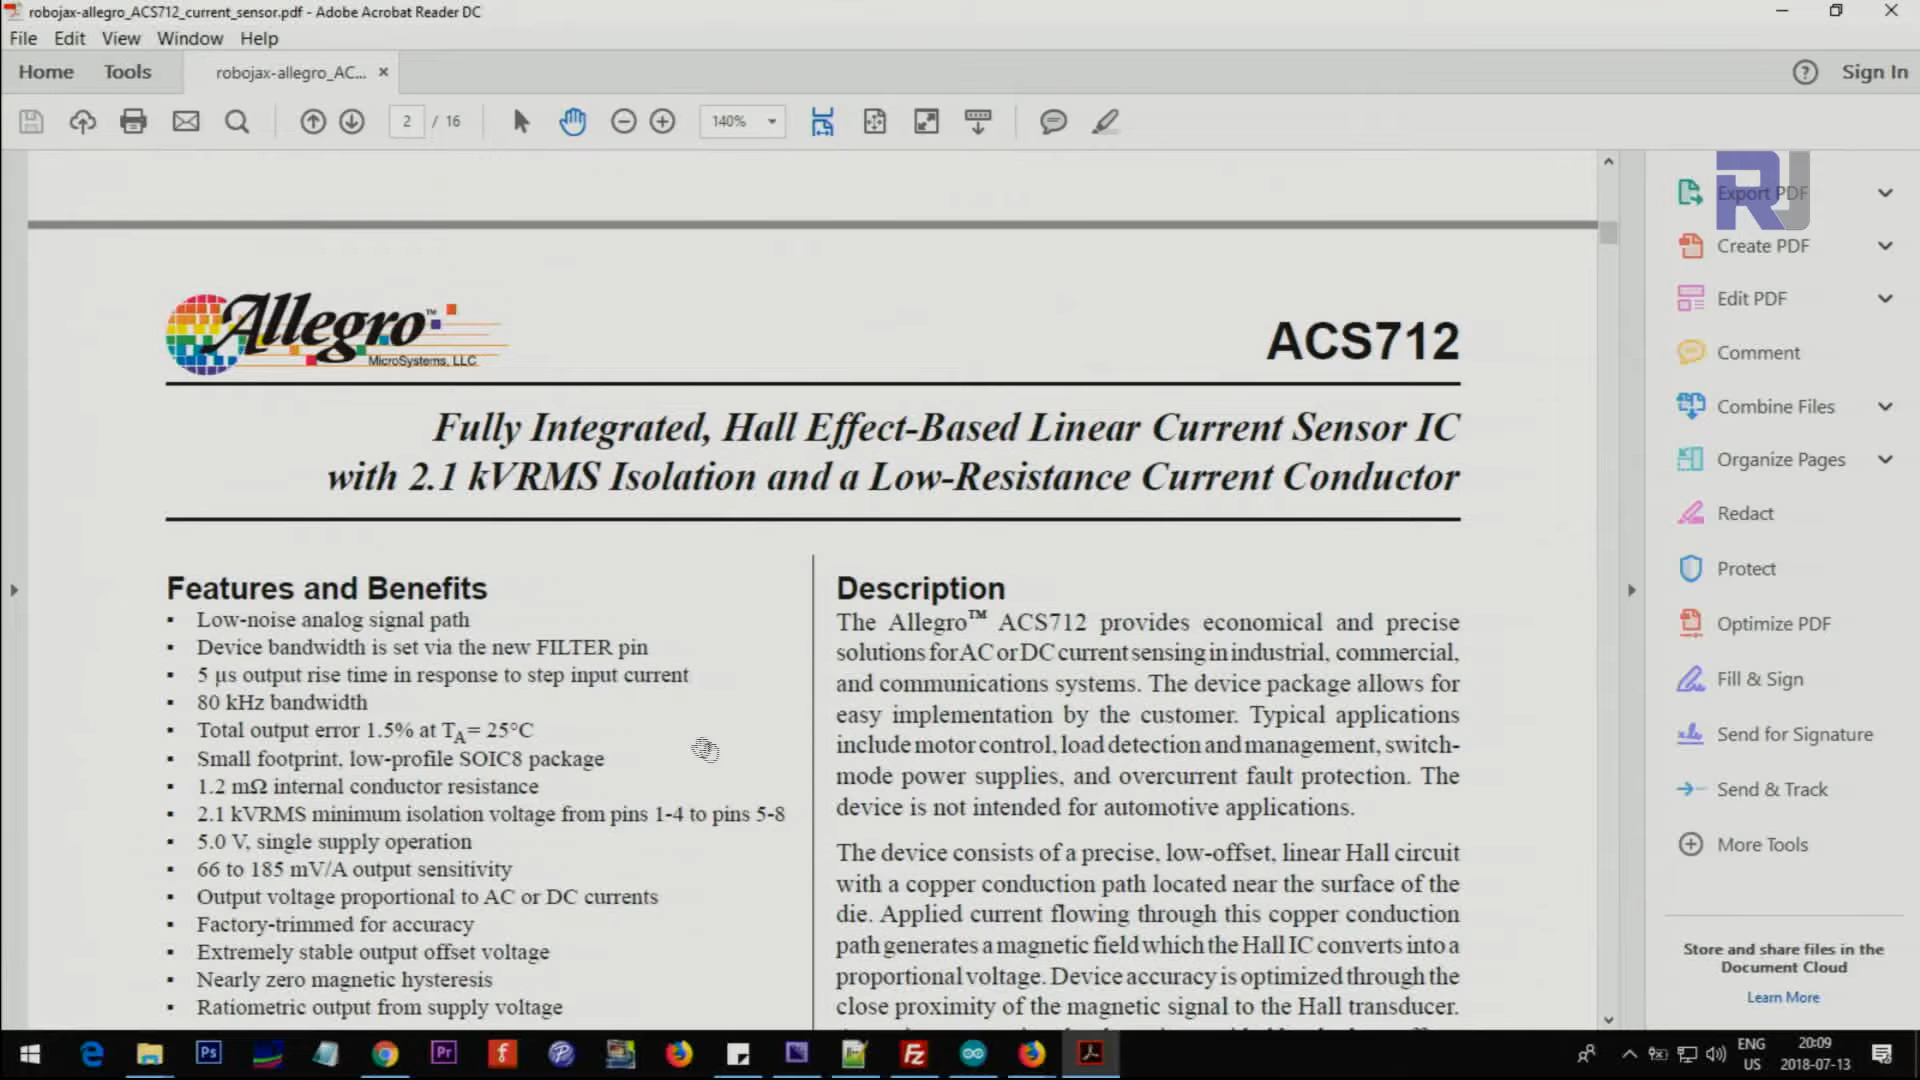 robojax-allegro_ACS712_current_sensor.pdf - Adobe Acrobat Reader DC
File Edit View Window Help
Home Tools robojax-allegro_AC... × Sign In
2 / 16 140%
RJ
Export PDF
Create PDF
Edit PDF
Comment
Combine Files
Organize Pages
Redact
Protect
Optimize PDF
Fill & Sign
Send for Signature
Send & Track
More Tools
Store and share files in the
Document Cloud
Learn More
Allegro™
MicroSystems, LLC
ACS712
Fully Integrated, Hall Effect-Based Linear Current Sensor IC
with 2.1 kVRMS Isolation and a Low-Resistance Current Conductor
Features and Benefits
▪ Low-noise analog signal path
▪ Device bandwidth is set via the new FILTER pin
▪ 5 µs output rise time in response to step input current
▪ 80 kHz bandwidth
▪ Total output error 1.5% at TA= 25°C
▪ Small footprint, low-profile SOIC8 package
▪ 1.2 mΩ internal conductor resistance
▪ 2.1 kVRMS minimum isolation voltage from pins 1-4 to pins 5-8
▪ 5.0 V, single supply operation
▪ 66 to 185 mV/A output sensitivity
▪ Output voltage proportional to AC or DC currents
▪ Factory-trimmed for accuracy
▪ Extremely stable output offset voltage
▪ Nearly zero magnetic hysteresis
▪ Ratiometric output from supply voltage
Description
The Allegro™ ACS712 provides economical and precise
solutions for AC or DC current sensing in industrial, commercial,
and communications systems. The device package allows for
easy implementation by the customer. Typical applications
include motor control, load detection and management, switch-
mode power supplies, and overcurrent fault protection. The
device is not intended for automotive applications.
The device consists of a precise, low-offset, linear Hall circuit
with a copper conduction path located near the surface of the
die. Applied current flowing through this copper conduction
path generates a magnetic field which the Hall IC converts into a
proportional voltage. Device accuracy is optimized through the
close proximity of the magnetic signal to the Hall transducer.
Ps Pr f Fz
ENG
US
20:09
2018-07-13